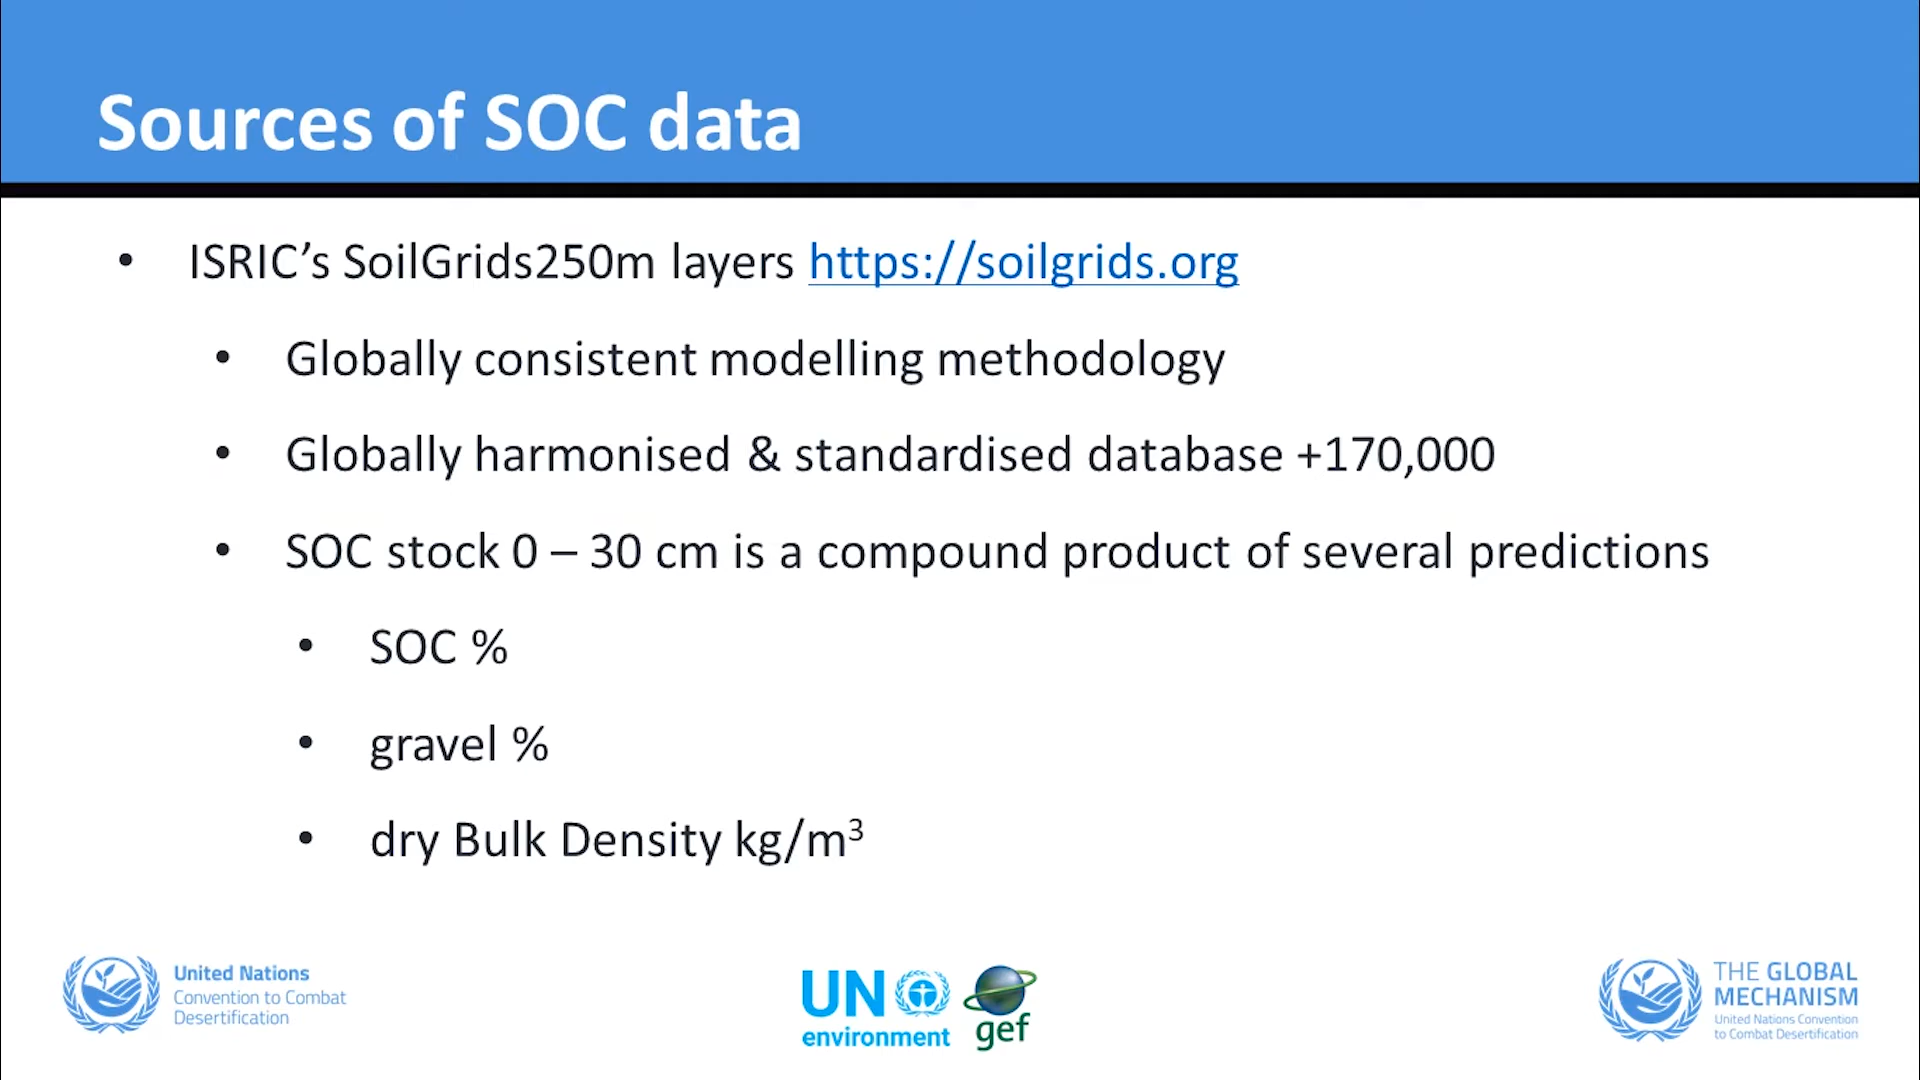 Sources of SOC data
• ISRIC’s SoilGrids250m layers https://soilgrids.org
• Globally consistent modelling methodology
• Globally harmonised & standardised database +170,000
• SOC stock 0 – 30 cm is a compound product of several predictions
• SOC %
• gravel %
• dry Bulk Density kg/m³
United Nations
Convention to Combat
Desertification
UN
environment
gef
THE GLOBAL
MECHANISM
United Nations Convention
to Combat Desertification